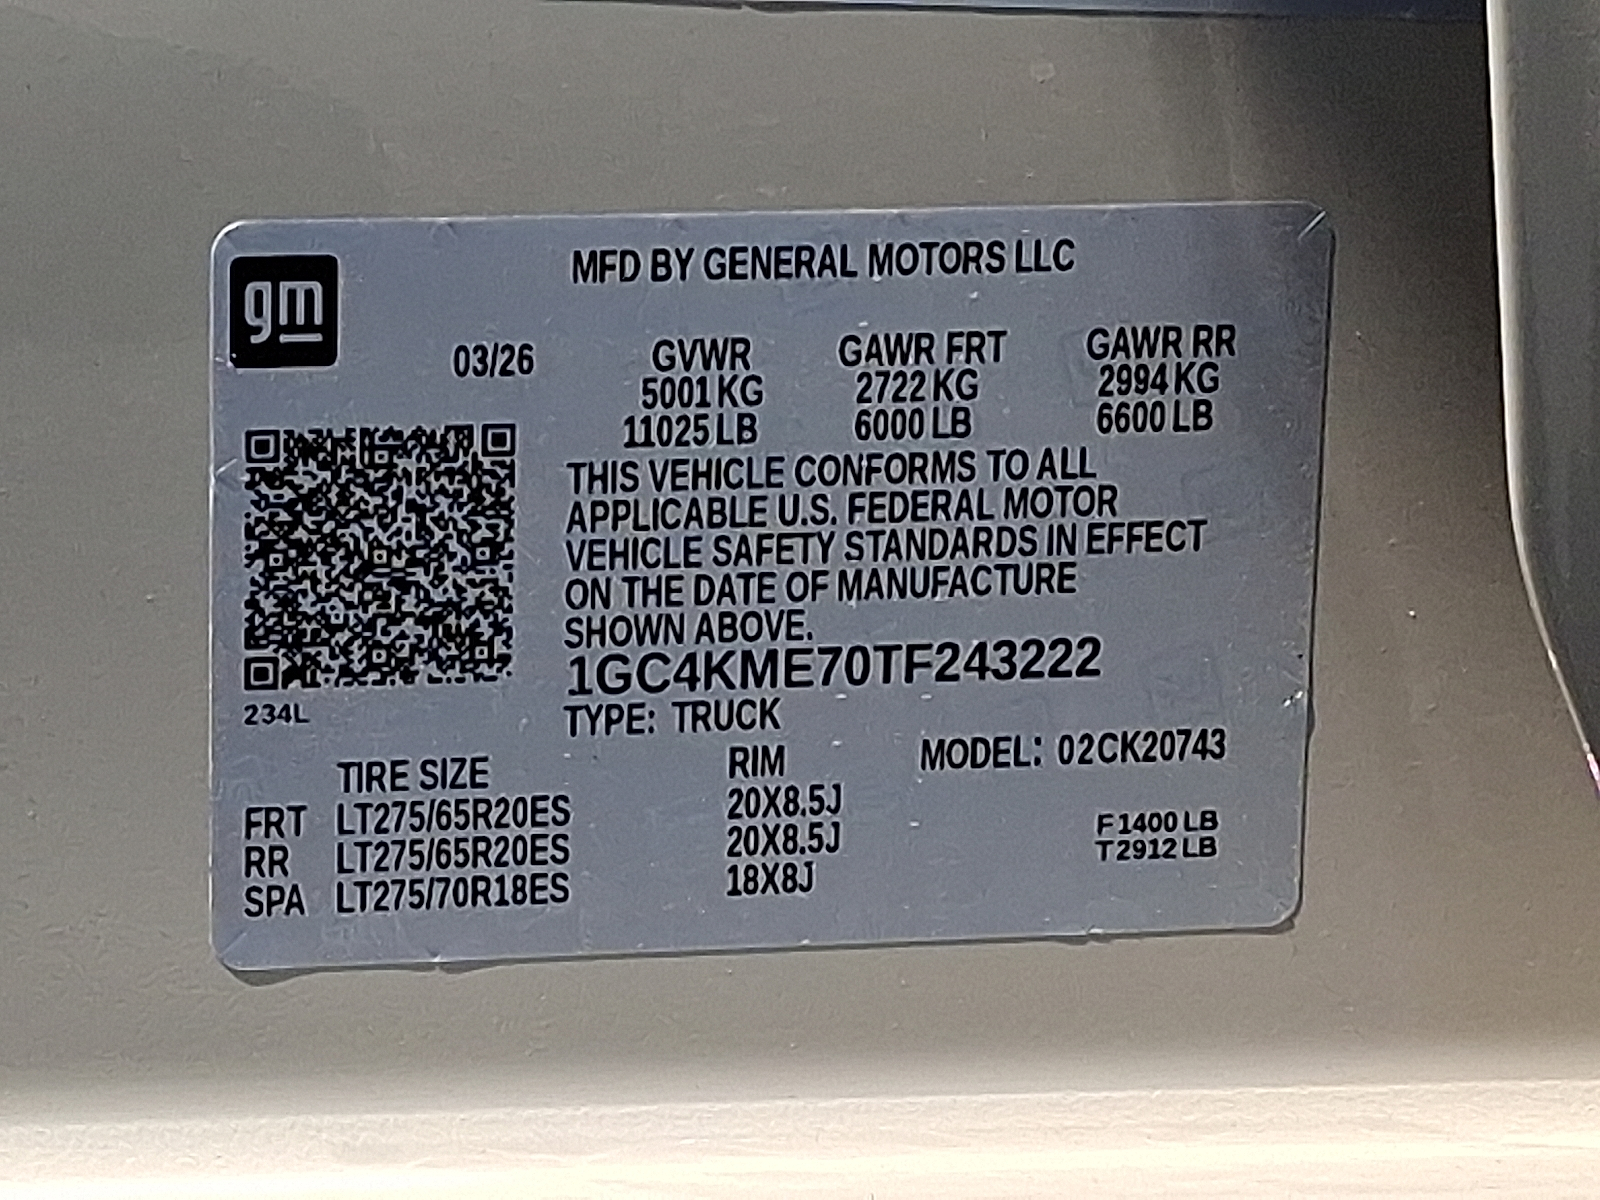 gm
MFD BY GENERAL MOTORS LLC
03/26 GVWR GAWR FRT GAWR RR
5001 KG 2722 KG 2994 KG
11025 LB 6000 LB 6600 LB
THIS VEHICLE CONFORMS TO ALL
APPLICABLE U.S. FEDERAL MOTOR
VEHICLE SAFETY STANDARDS IN EFFECT
ON THE DATE OF MANUFACTURE
SHOWN ABOVE.
1GC4KME70TF243222
234L
TYPE: TRUCK
TIRE SIZE RIM MODEL: 02CK20743
FRT LT275/65R20ES 20X8.5J
RR LT275/65R20ES 20X8.5J
SPA LT275/70R18ES 18X8J
F 1400 LB
T 2912 LB